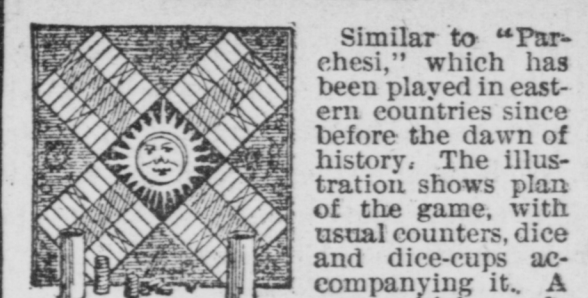 Similar to “Par-
chesi,” which has
been played in east-
ern countries since
before the dawn of
history. The illus-
tration shows plan
of the game, with
usual counters, dice
and dice-cups ac-
companying it. A